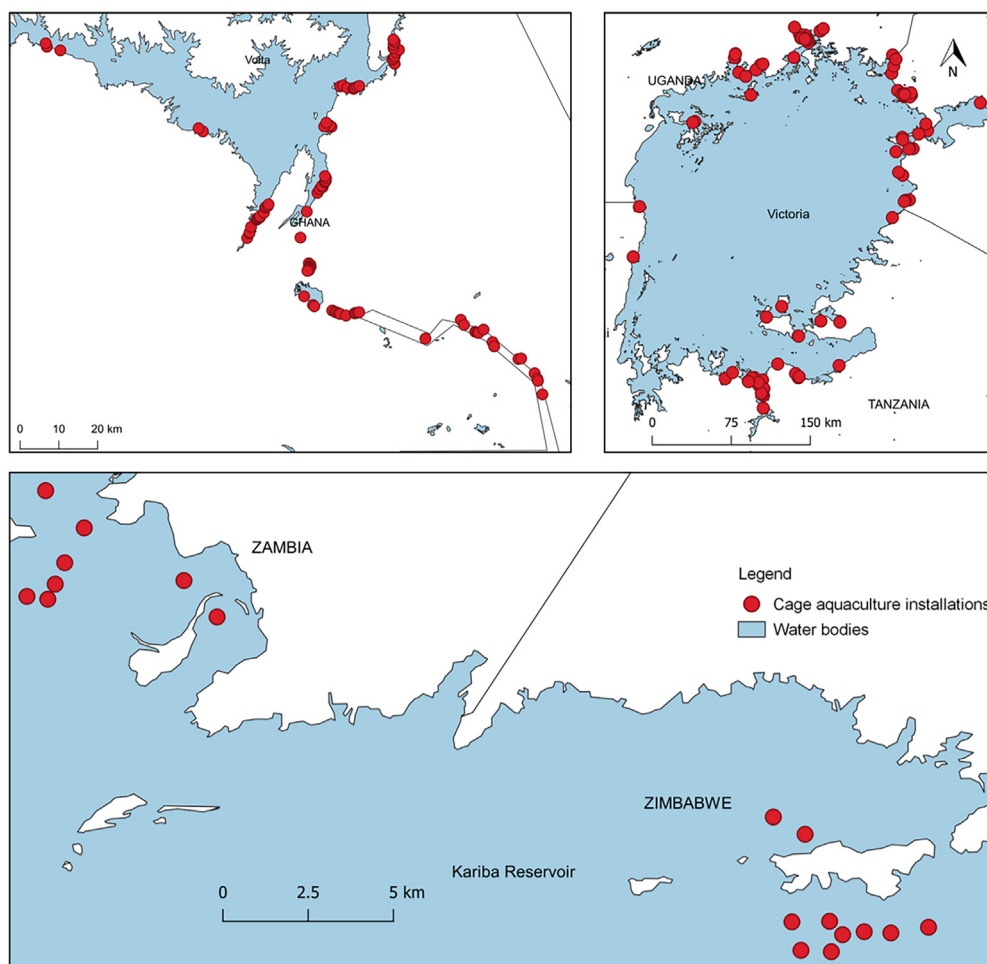 Volta
GHANA
0 10 20 km
N
UGANDA
Victoria
i
TANZANIA
0 75 150 km
ZAMBIA
Legend
Cage aquaculture installations
Water bodies
ZIMBABWE
Kariba Reservoir
0 2.5 5 km